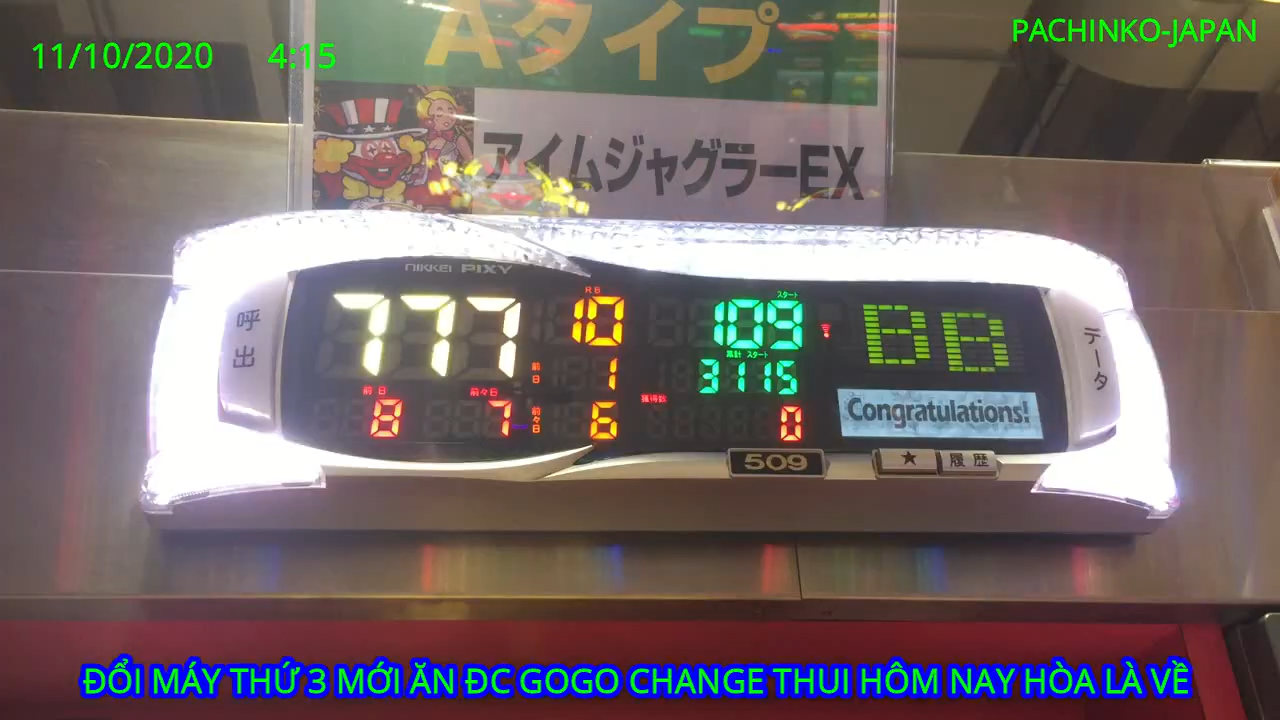 PACHINKO-JAPAN
11/10/2020 4:15
Aタイプ
アイムジャグラーEX
NIKKEI PIXY
呼出
777
RB
10
スタート
109
BB
データ
前日
1
累計 スタート
3115
前日
8
前々日
7
前々日
6
獲得数
0
Congratulations!
509
★ 履歴
ĐỔI MÁY THỨ 3 MỚI ĂN ĐC GOGO CHANGE THUI HÔM NAY HÒA LÀ VỀ